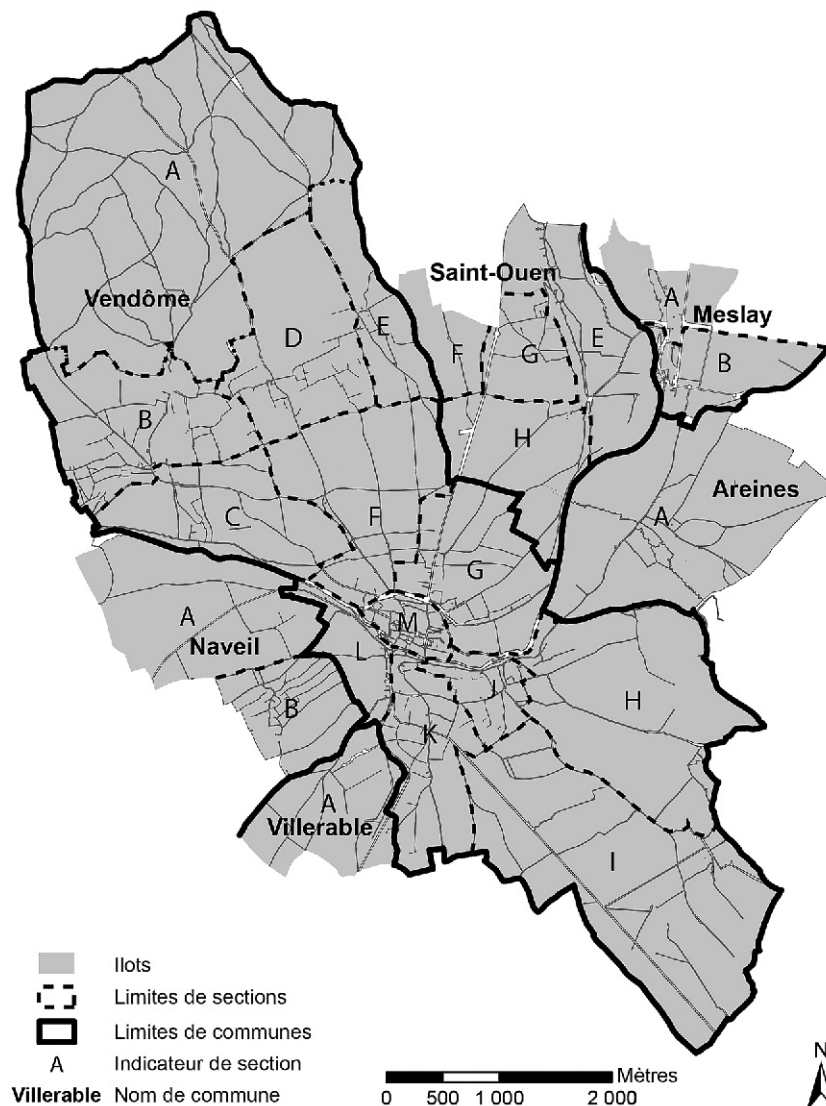 A
Saint-Ouen
A
Vendôme
Meslay
D
E
E
F
G
B
B
H
Areines
C
F
A
G
A
M
Naveil
L
H
J
B
K
A
Villerable
I
Ilots
Limites de sections
Limites de communes
A Indicateur de section
Villerable Nom de commune
N
Mètres
0 500 1 000 2 000